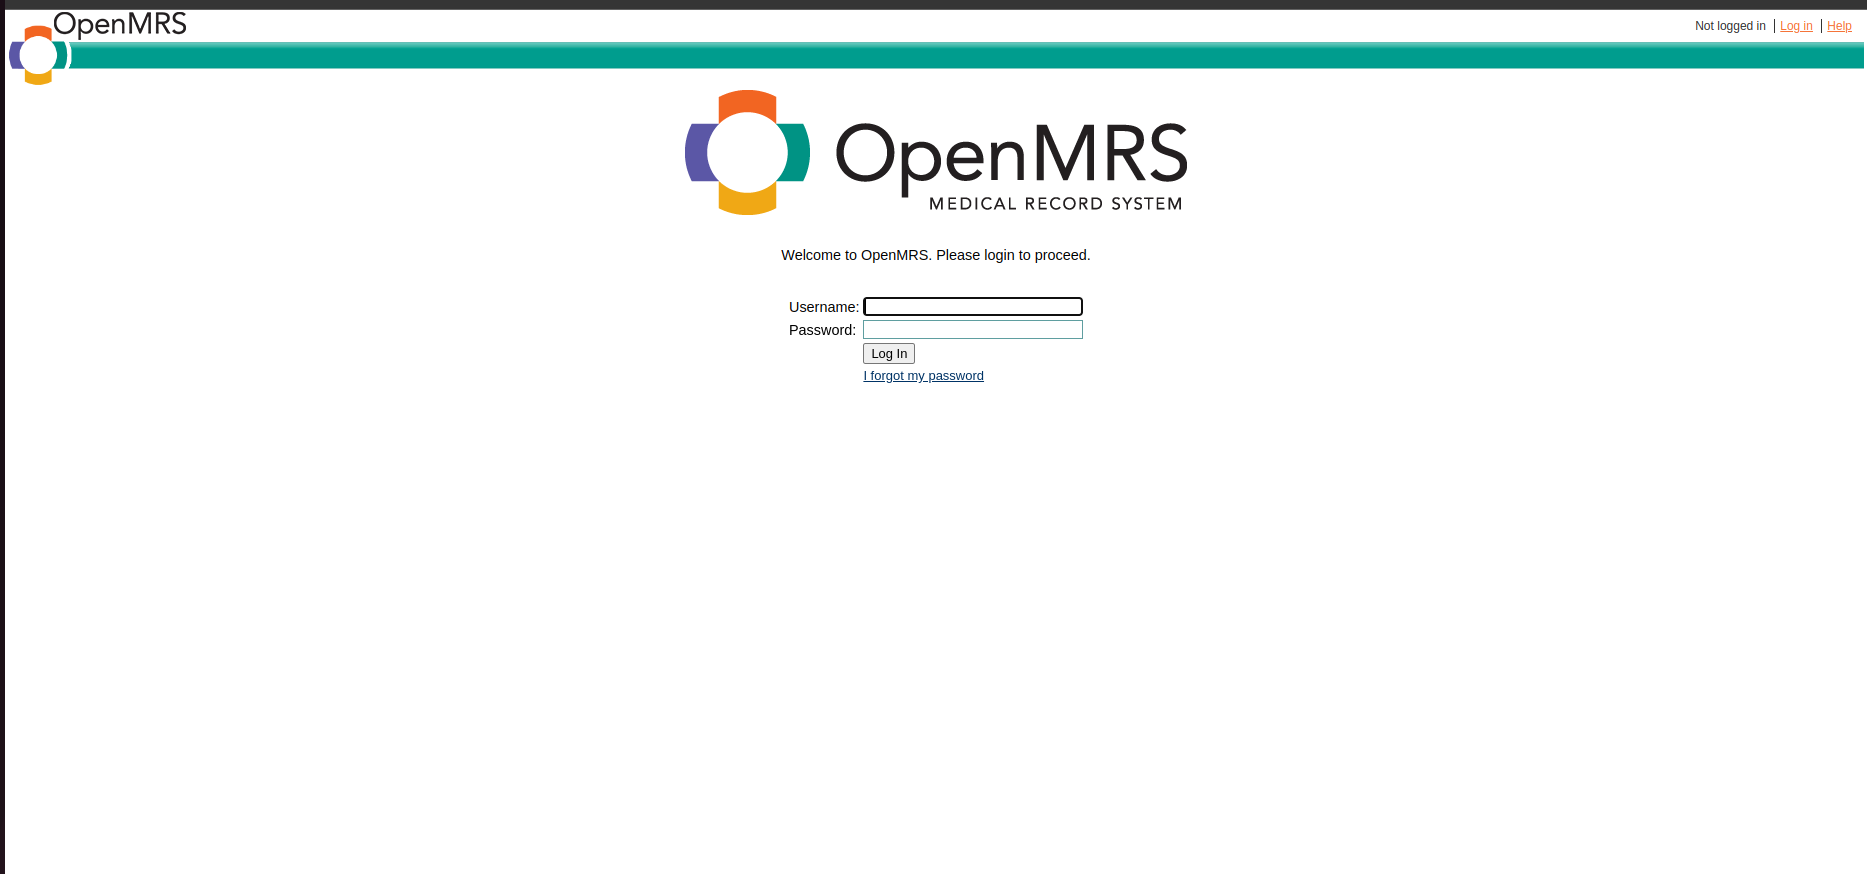 OpenMRS
Not logged in Log in Help
OpenMRS
MEDICAL RECORD SYSTEM
Welcome to OpenMRS. Please login to proceed.
Username:
Password:
Log In
I forgot my password